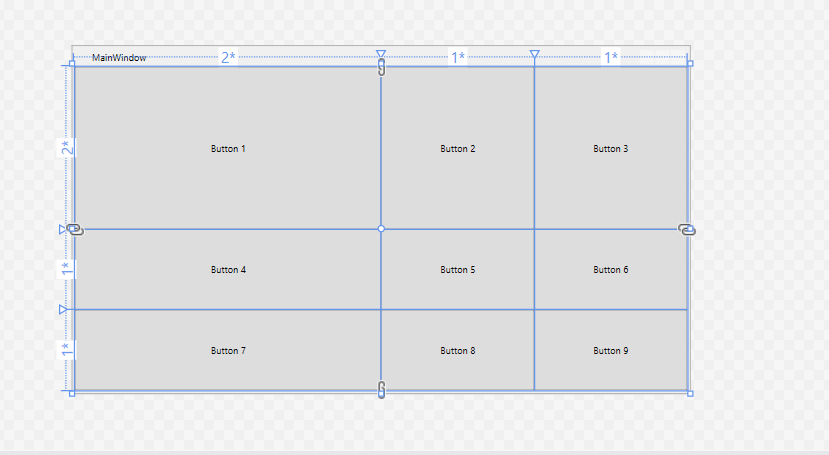 MainWindow 2* 1* 1*
2*
Button 1 Button 2 Button 3
1*
Button 4 Button 5 Button 6
1*
Button 7 Button 8 Button 9